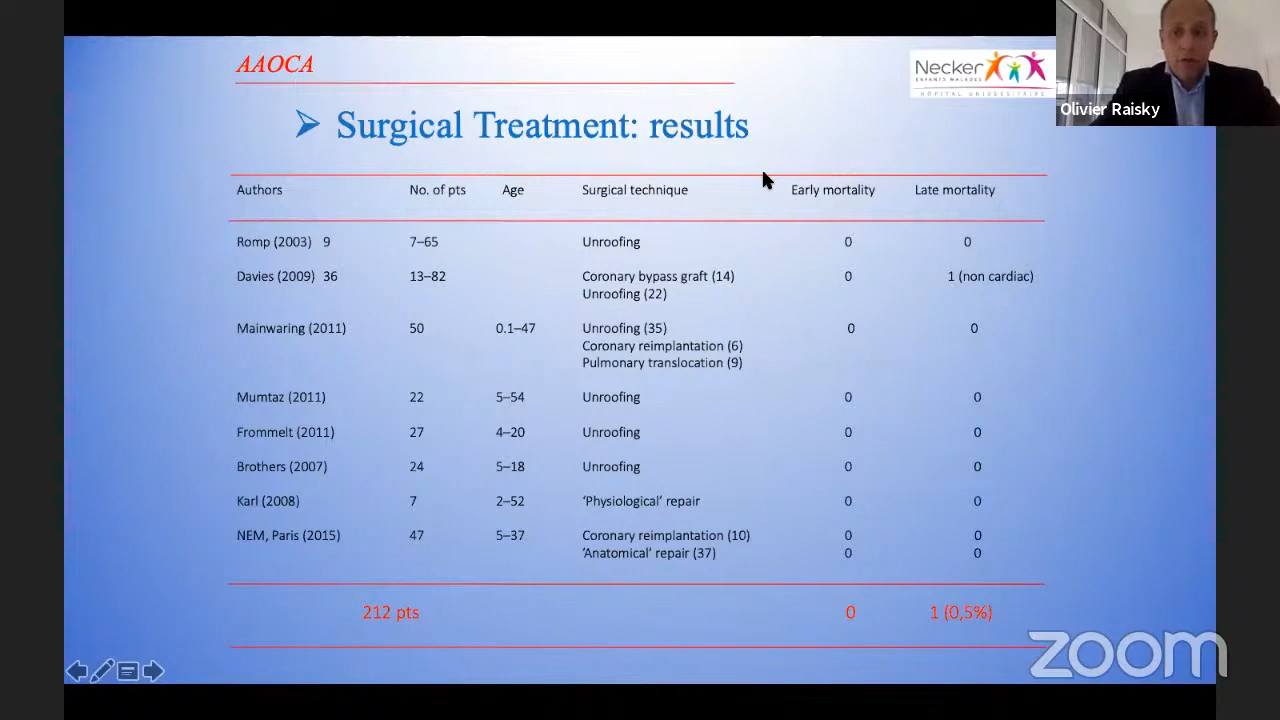 AAOCA
Necker
ENFANTS MALADES
HÔPITAL UNIVERSITAIRE
Olivier Raisky
➢ Surgical Treatment: results
Authors No. of pts Age Surgical technique Early mortality Late mortality
Romp (2003) 9 7–65 Unroofing 0 0
Davies (2009) 36 13–82 Coronary bypass graft (14) 0 1 (non cardiac)
Unroofing (22)
Mainwaring (2011) 50 0.1–47 Unroofing (35) 0 0
Coronary reimplantation (6)
Pulmonary translocation (9)
Mumtaz (2011) 22 5–54 Unroofing 0 0
Frommelt (2011) 27 4–20 Unroofing 0 0
Brothers (2007) 24 5–18 Unroofing 0 0
Karl (2008) 7 2–52 ‘Physiological’ repair 0 0
NEM, Paris (2015) 47 5–37 Coronary reimplantation (10) 0 0
‘Anatomical’ repair (37) 0 0
212 pts 0 1 (0,5%)
zoom